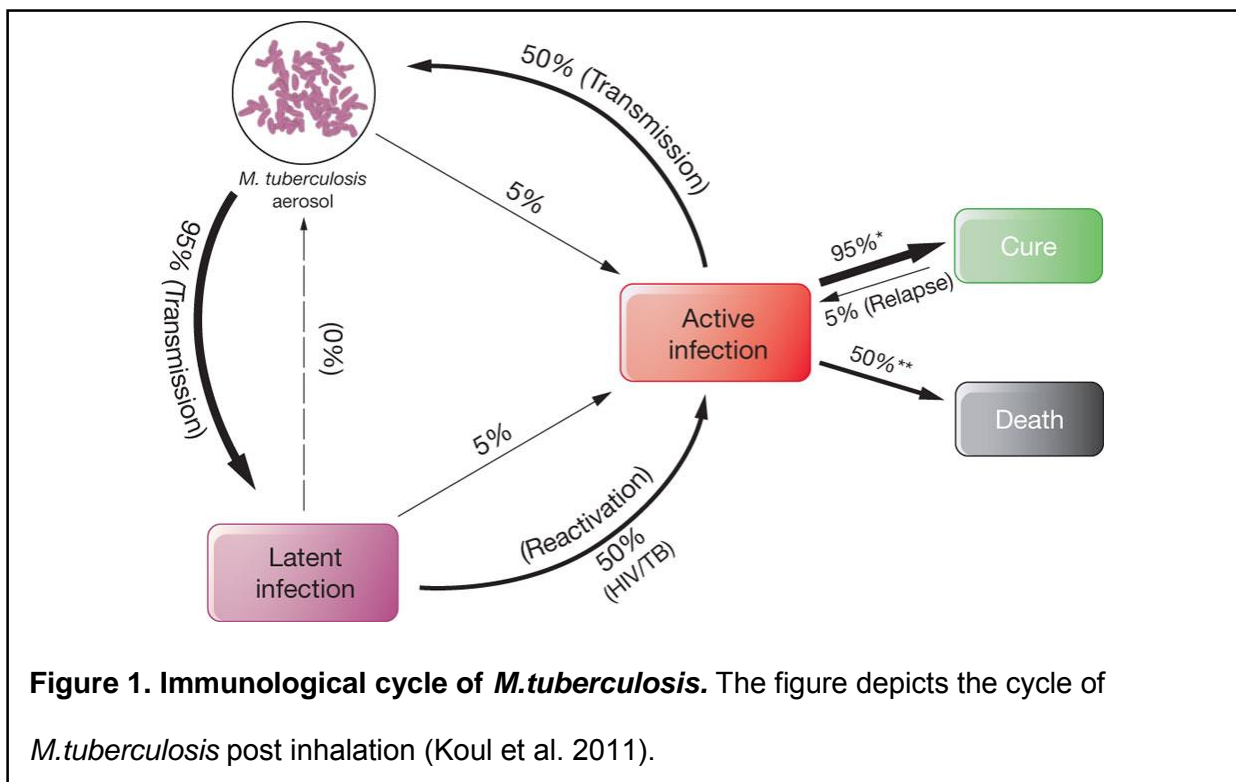 50% (Transmission)
M. tuberculosis
aerosol
5%
95% (Transmission)
(0%)
95%*
Cure
5% (Relapse)
Active
infection
50%**
Death
5%
(Reactivation)
50%
(HIV/TB)
Latent
infection
Figure 1. Immunological cycle of M.tuberculosis. The figure depicts the cycle of
M.tuberculosis post inhalation (Koul et al. 2011).